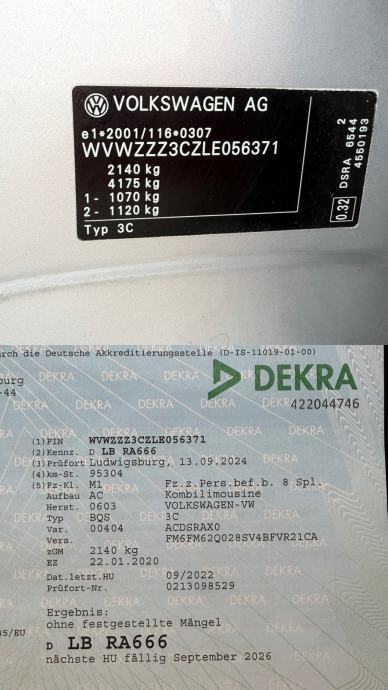 VOLKSWAGEN AG
e1*2001/116*0307
WVWZZZ3CZLE056371
2140 kg
4175 kg
1- 1070 kg
2- 1120 kg
Typ 3C
0.32
DSRA 6544 2
4550193
urch die Deutsche Akkreditierungsstelle (D-IS-11019-01-00)
burg
-44
DEKRA
422044746
(1)FIN WVWZZZ3CZLE056371
(2)Kennz. D LB RA666
(3)Prüfort Ludwigsburg, 13.09.2024
(4)km-St. 95304
(5)Fz-Kl. M1 Fz.z.Pers.bef.b. 8 Spl.
Aufbau AC Kombilimousine
Herst. 0603 VOLKSWAGEN-VW
Typ BQS 3C
Var. 00404 ACDSRAX0
Vers. FM6FM62Q028SV4BFVR21CA
zGM 2140 kg
EZ 22.01.2020
Dat.letzt.HU 09/2022
Prüfort-Nr. 0213098529
Ergebnis:
ohne festgestellte Mängel
45/EU
D LB RA666
nächste HU fällig September 2026